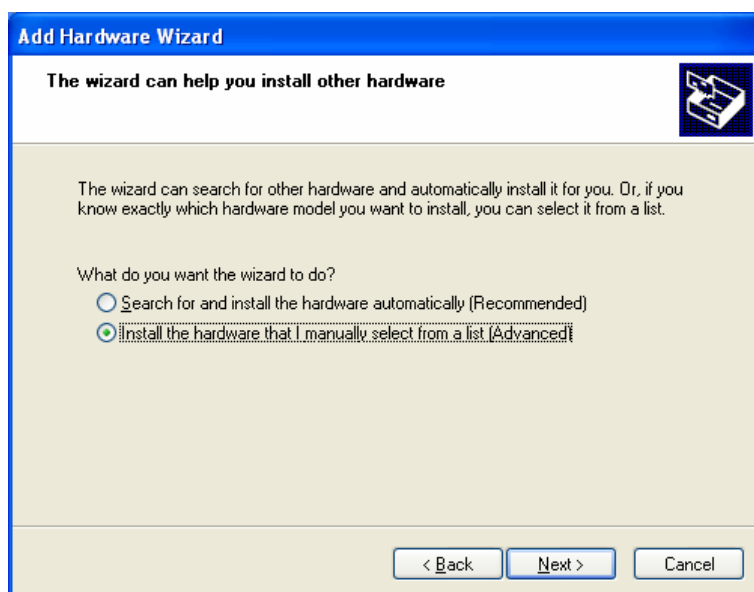 Add Hardware Wizard
The wizard can help you install other hardware
The wizard can search for other hardware and automatically install it for you. Or, if you
know exactly which hardware model you want to install, you can select it from a list.
What do you want the wizard to do?
Search for and install the hardware automatically (Recommended)
Install the hardware that I manually select from a list (Advanced)
< Back Next > Cancel